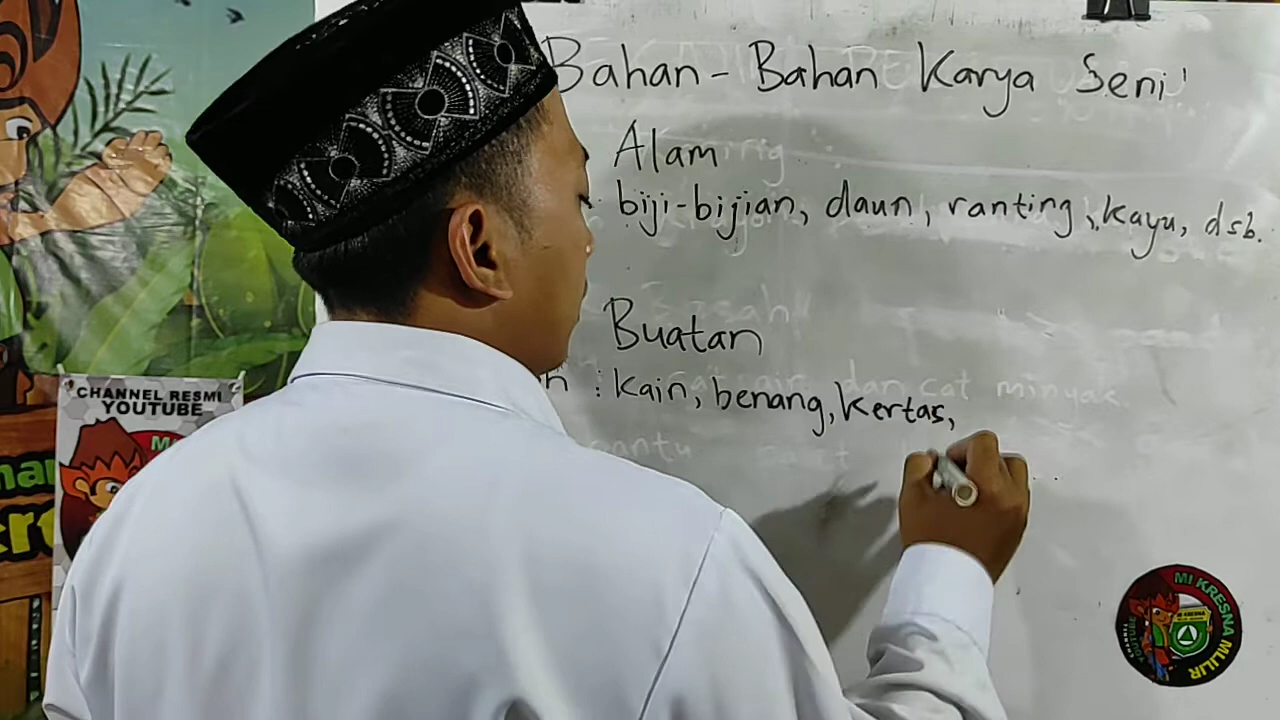 Bahan - Bahan Karya Seni
Alam
: biji-bijian, daun, ranting, kayu, dsb.
Buatan
h : kain, benang, kertas,
CHANNEL RESMI
YOUTUBE
MI KRESNA MLILIR